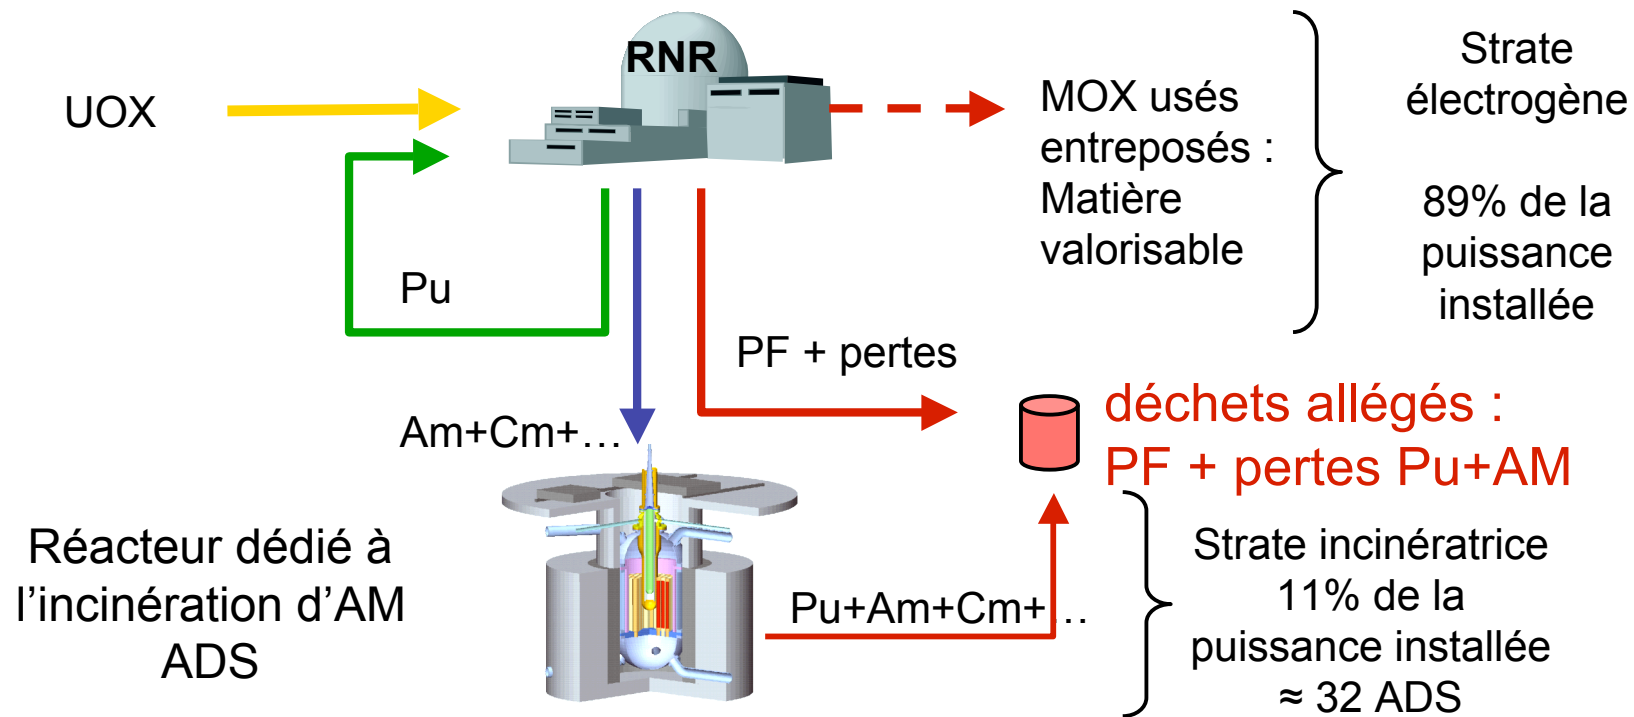 RNR
UOX
MOX usés
entreposés :
Matière
valorisable
Strate
électrogène
89% de la
puissance
installée
Pu
PF + pertes
Am+Cm+…
déchets allégés :
PF + pertes Pu+AM
Réacteur dédié à
l’incinération d’AM
ADS
Pu+Am+Cm+…
Strate incinératrice
11% de la
puissance installée
≈ 32 ADS